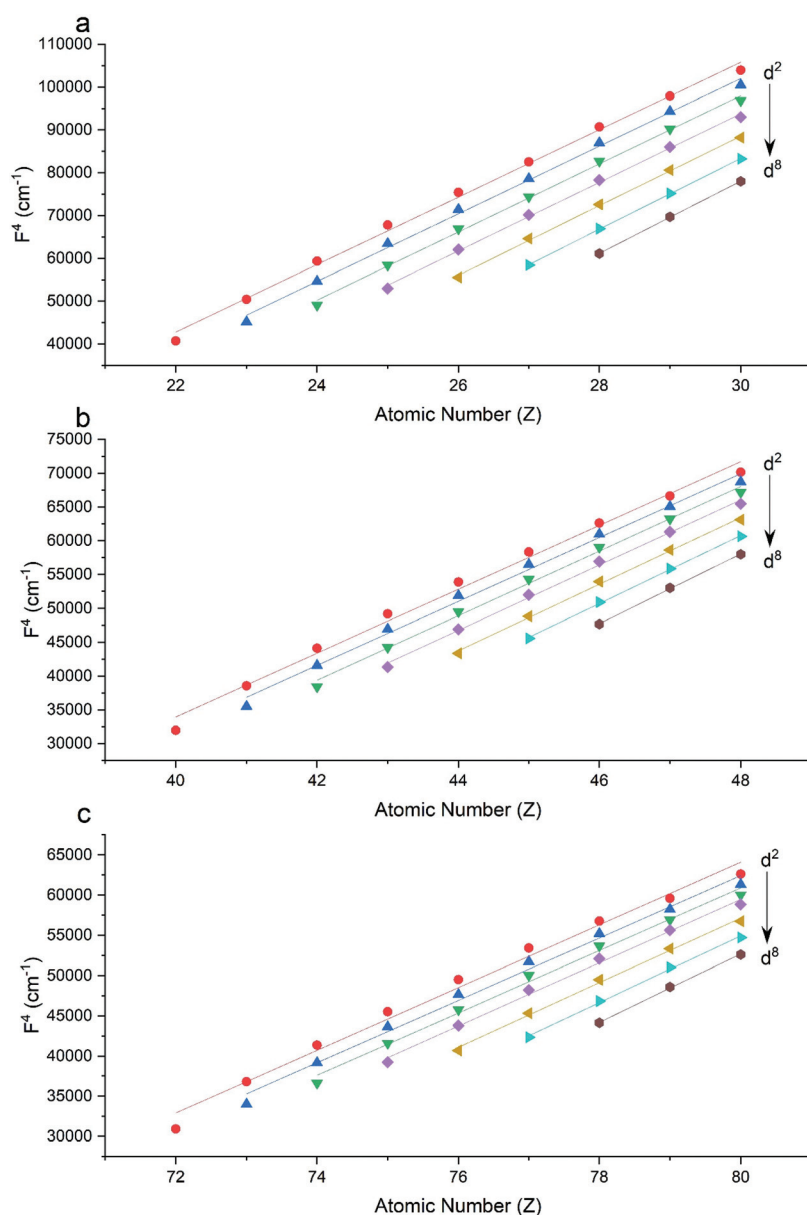 a
110000
100000
90000
80000
70000
60000
50000
40000
F⁴ (cm⁻¹)
d²
d⁸
22 24 26 28 30
Atomic Number (Z)
b
75000
70000
65000
60000
55000
50000
45000
40000
35000
30000
F⁴ (cm⁻¹)
d²
d⁸
40 42 44 46 48
Atomic Number (Z)
c
65000
60000
55000
50000
45000
40000
35000
30000
F⁴ (cm⁻¹)
d²
d⁸
72 74 76 78 80
Atomic Number (Z)